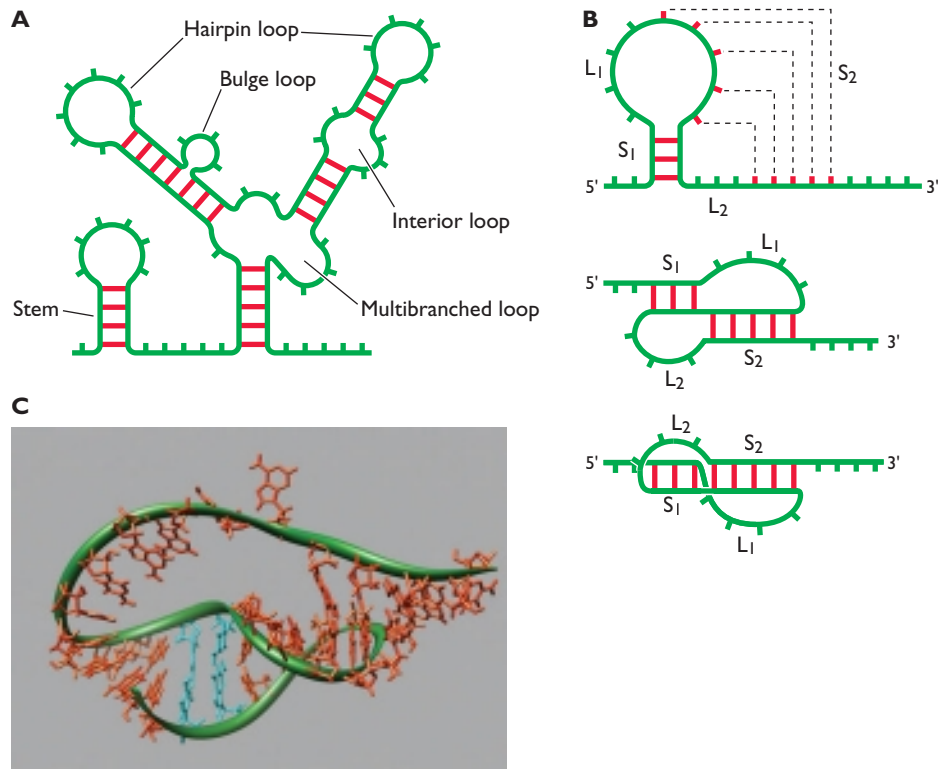 A
Hairpin loop
Bulge loop
Interior loop
Stem
Multibranched loop
B
L1
S2
S1
5'
3'
L2
L1
S1
5'
3'
S2
L2
L2
S2
5'
3'
S1
L1
C